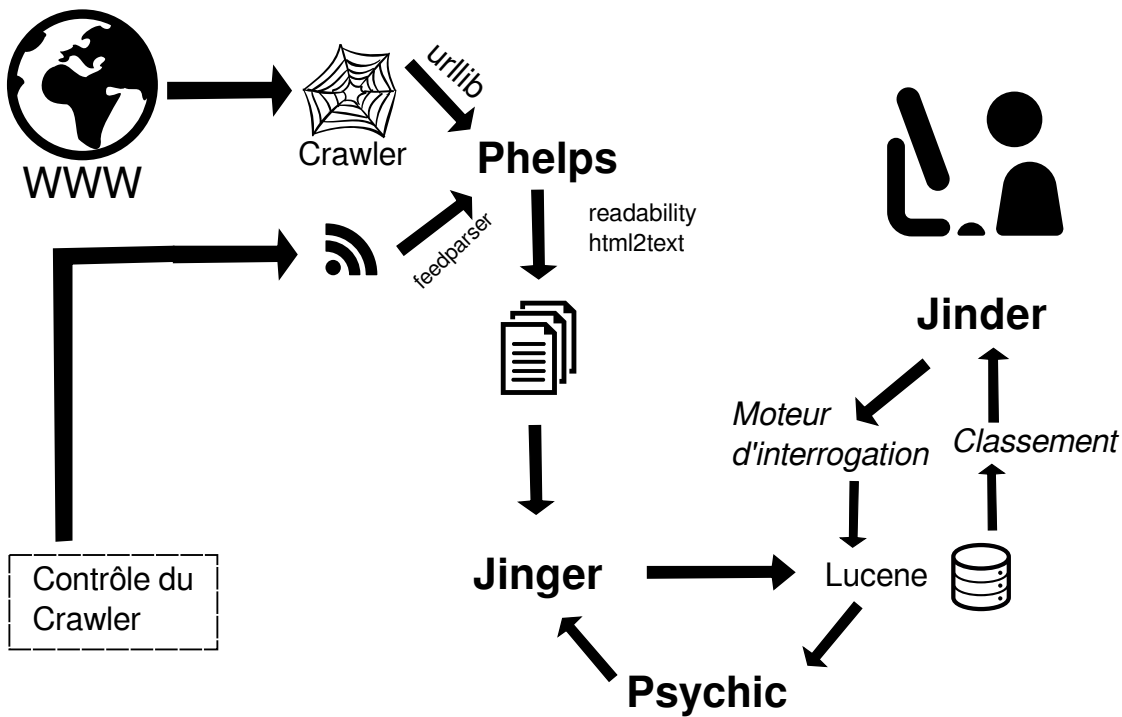 urllib
Crawler
WWW
Phelps
readability
html2text
feedparser
Jinder
Moteur
d'interrogation
Classement
Contrôle du
Crawler
Jinger
Lucene
Psychic